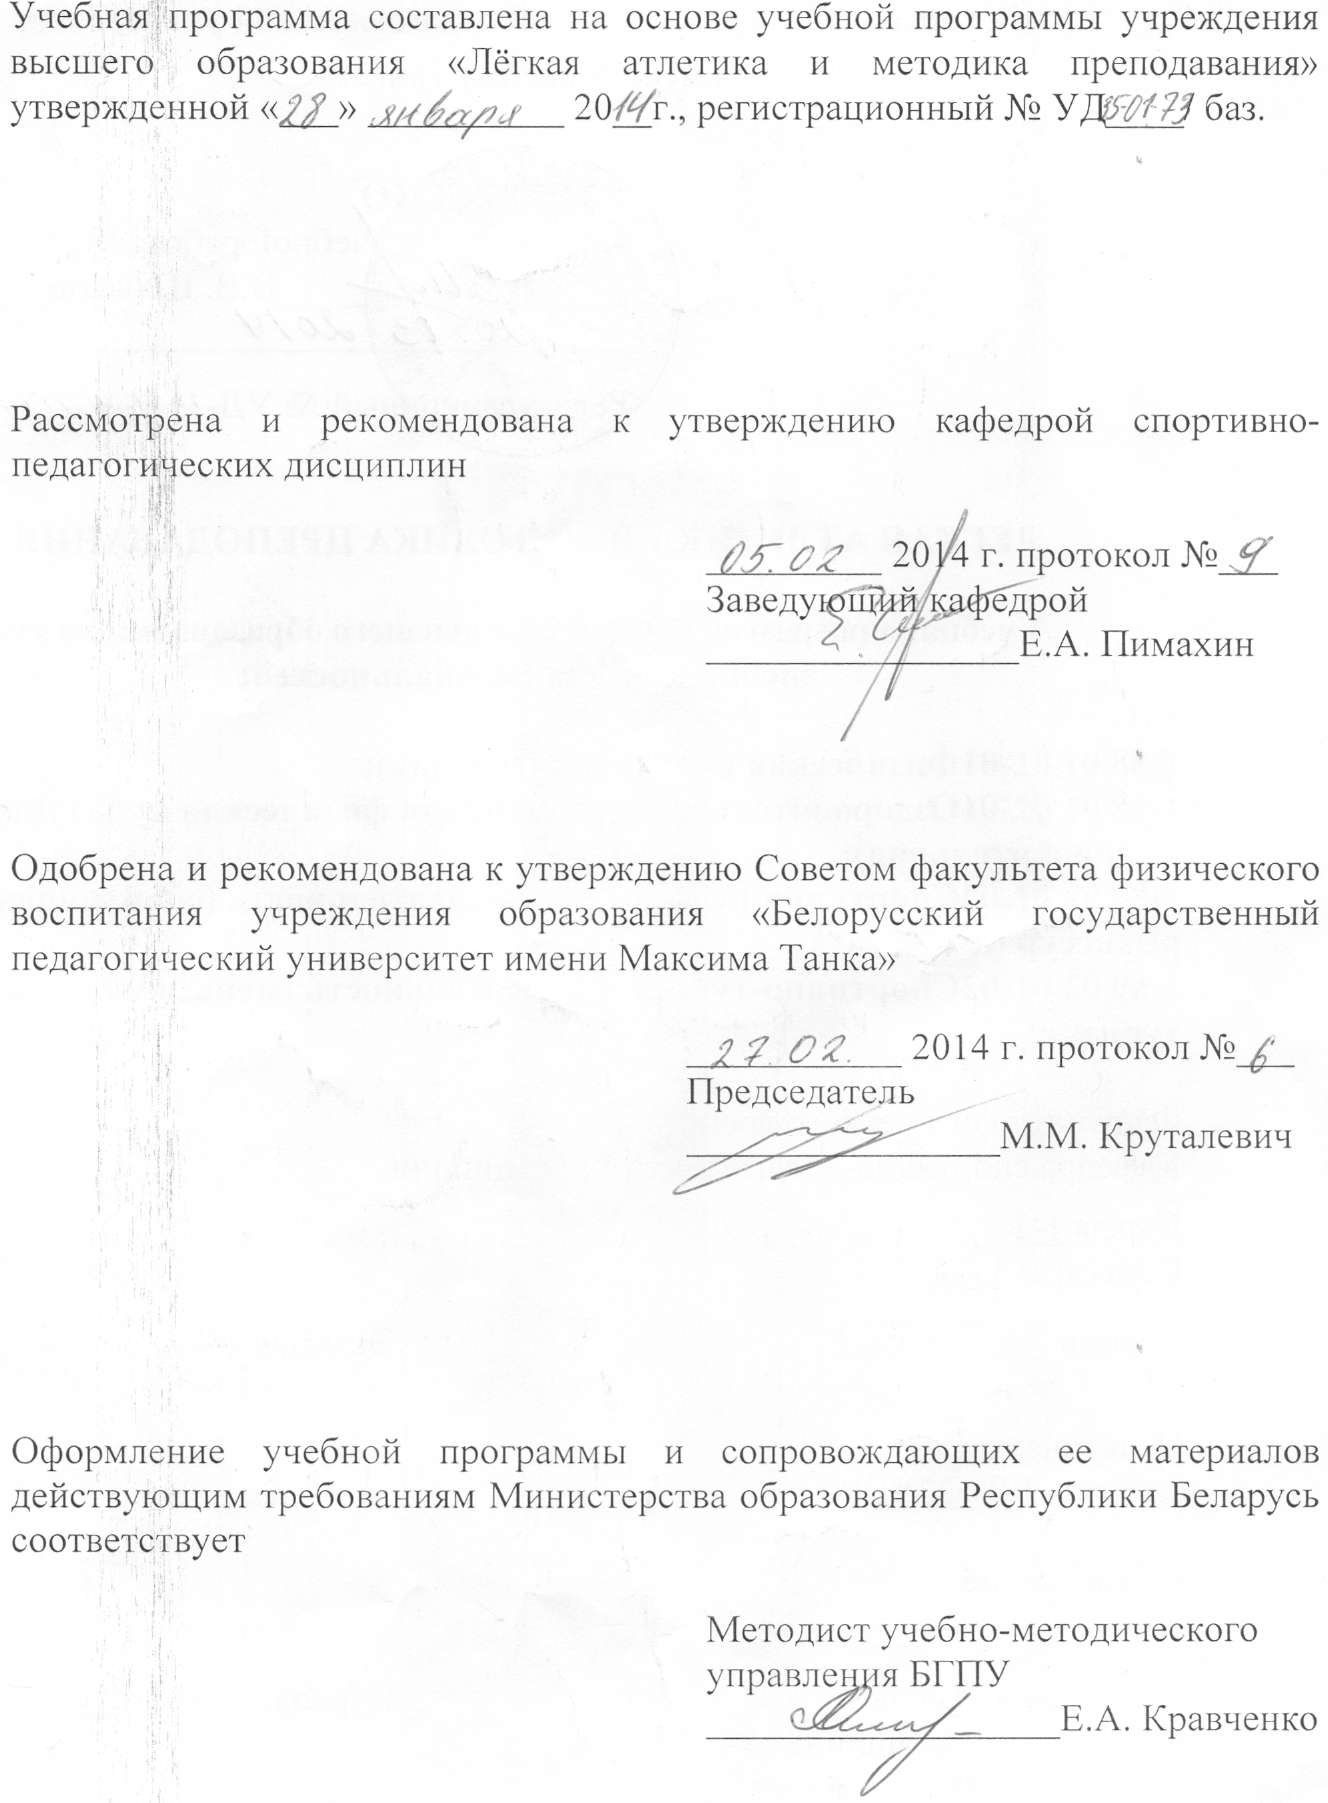 Учебная программа составлена на основе учебной программы учреждения
высшего образования «Лёгкая атлетика и методика преподавания»
утвержденной «28» января 2014г., регистрационный № УД35-01-73/ баз.
Рассмотрена и рекомендована к утверждению кафедрой спортивно-
педагогических дисциплин
05.02 2014 г. протокол № 9
Заведующий кафедрой
Е.А. Пимахин
Одобрена и рекомендована к утверждению Советом факультета физического
воспитания учреждения образования «Белорусский государственный
педагогический университет имени Максима Танка»
27.02. 2014 г. протокол № 6
Председатель
М.М. Круталевич
Оформление учебной программы и сопровождающих ее материалов
действующим требованиям Министерства образования Республики Беларусь
соответствует
Методист учебно-методического
управления БГПУ
Е.А. Кравченко